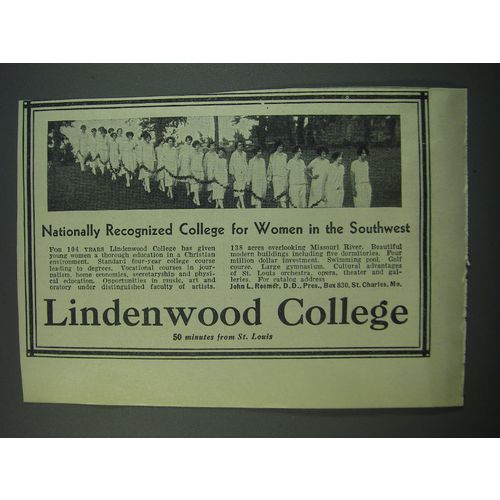 Nationally Recognized College for Women in the Southwest
FOR 104 YEARS Lindenwood College has given
young women a thorough education in a Christian
environment. Standard four-year college course
leading to degrees. Vocational courses in jour-
nalism, home economics, secretaryship and physi-
cal education. Opportunities in music, art and
oratory under distinguished faculty of artists.
138 acres overlooking Missouri River. Beautiful
modern buildings including five dormitories. Four
million dollar investment. Swimming pool. Golf
course. Large gymnasium. Cultural advantages
of St. Louis orchestra, opera, theater and gal-
leries. For catalog address
John L. Roemer, D.D., Pres., Box 830, St. Charles, Mo.
Lindenwood College
50 minutes from St. Louis